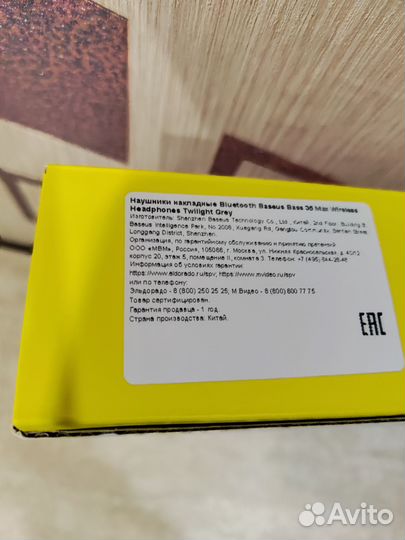 Наушники накладные Bluetooth Baseus Bass 35 Max Wireless
Headphones Twilight Grey
Изготовитель: Shenzhen Baseus Technology Co., Ltd., Китай, 2nd Floor, Building B,
Baseus Intelligence Park, No.2008, Xuegang Rd, Gangtou Community, Bantian Street,
Longgang District, Shenzhen.
Организация, по гарантийному обслуживанию и принятию претензий
ООО «МВМ», Россия, 105066, г. Москва, ул. Нижняя Красносельская, д. 40/12,
корпус 20, этаж 5, помещение II, комната 3. Телефон: +7 (495) 644-28-46
Информация об условиях гарантии:
https://www.eldorado.ru/spv, https://www.mvideo.ru/spv
или по телефону:
Эльдорадо - 8 (800) 250 25 25, М.Видео - 8 (800) 600 77 75
Товар сертифицирован.
Гарантия продавца - 1 год.
Страна производства: Китай.
EAC
Avito